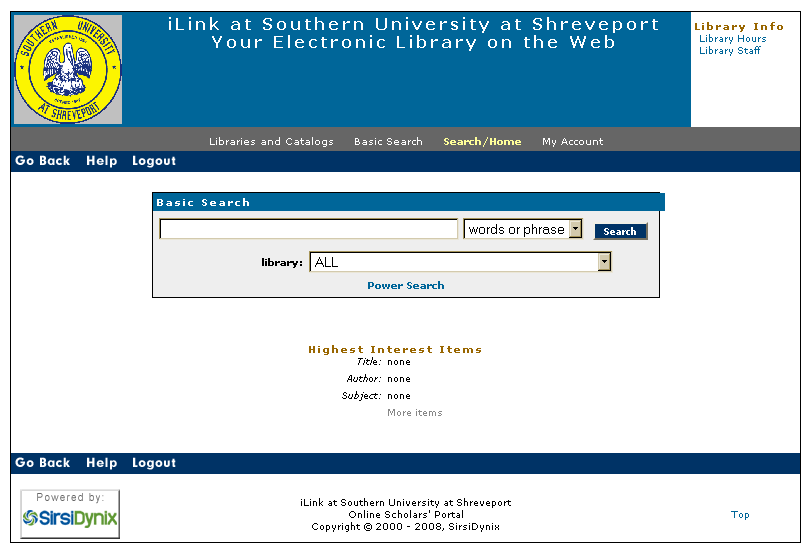 SOUTHERN UNIVERSITY
AT SHREVEPORT
iLink at Southern University at Shreveport
Your Electronic Library on the Web
Library Info
Library Hours
Library Staff
Libraries and Catalogs Basic Search Search/Home My Account
Go Back Help Logout
Basic Search
words or phrase Search
library: ALL
Power Search
Highest Interest Items
Title: none
Author: none
Subject: none
More items
Go Back Help Logout
Powered by:
SirsiDynix
iLink at Southern University at Shreveport
Online Scholars' Portal
Copyright © 2000 - 2008, SirsiDynix
Top